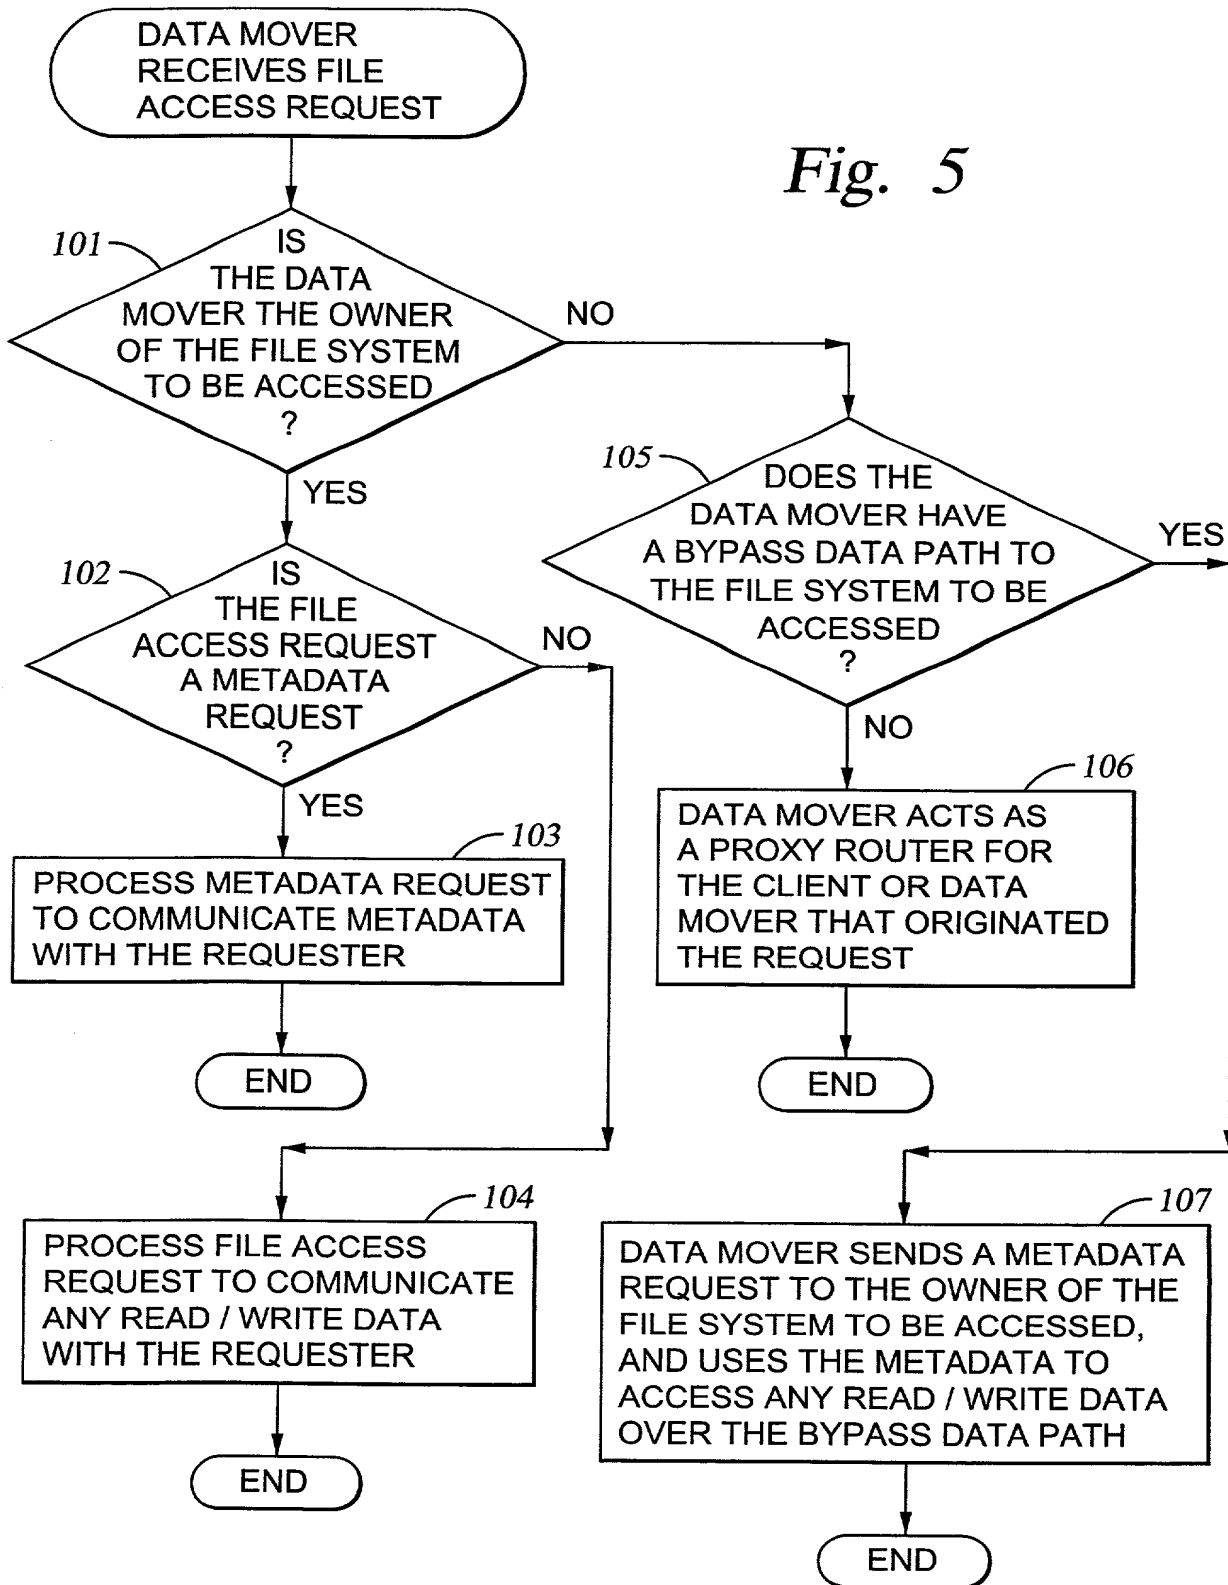 DATA MOVER
RECEIVES FILE
ACCESS REQUEST
Fig. 5
101
IS
THE DATA
MOVER THE OWNER
OF THE FILE SYSTEM
TO BE ACCESSED
?
NO
YES
105
DOES THE
DATA MOVER HAVE
A BYPASS DATA PATH TO
THE FILE SYSTEM TO BE
ACCESSED
?
YES
NO
102
IS
THE FILE
ACCESS REQUEST
A METADATA
REQUEST
?
NO
YES
103
PROCESS METADATA REQUEST
TO COMMUNICATE METADATA
WITH THE REQUESTER
END
106
DATA MOVER ACTS AS
A PROXY ROUTER FOR
THE CLIENT OR DATA
MOVER THAT ORIGINATED
THE REQUEST
END
104
PROCESS FILE ACCESS
REQUEST TO COMMUNICATE
ANY READ / WRITE DATA
WITH THE REQUESTER
END
107
DATA MOVER SENDS A METADATA
REQUEST TO THE OWNER OF THE
FILE SYSTEM TO BE ACCESSED,
AND USES THE METADATA TO
ACCESS ANY READ / WRITE DATA
OVER THE BYPASS DATA PATH
END